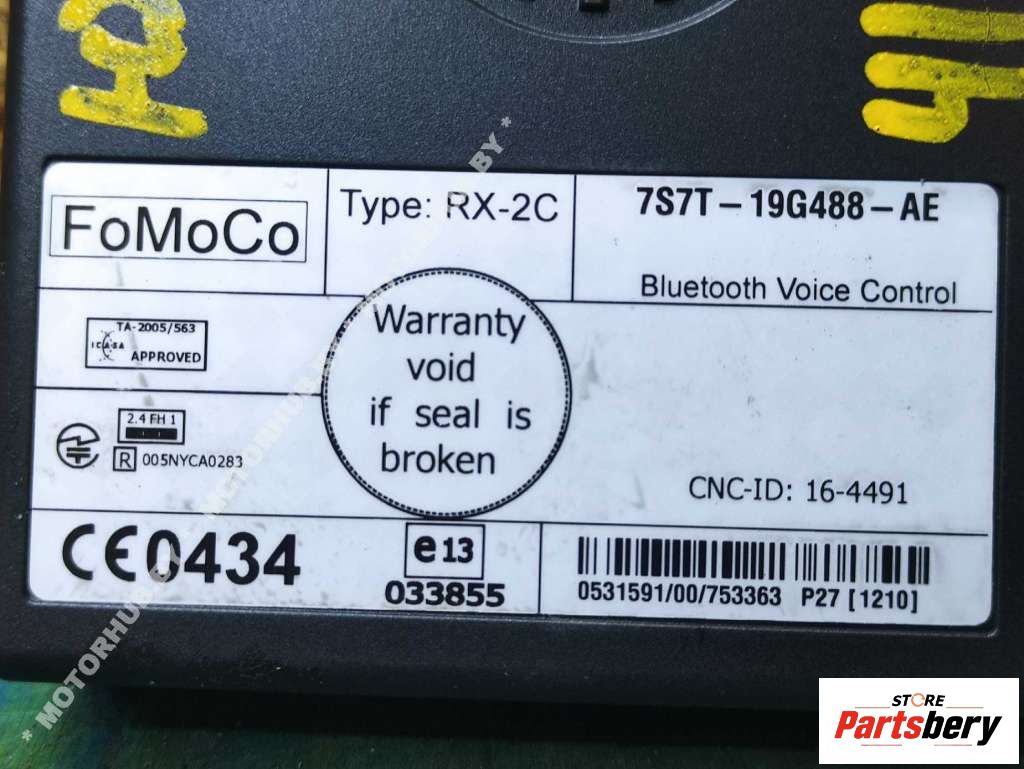 FoMoCo
Type: RX-2C
7S7T-19G488-AE
Bluetooth Voice Control
TA-2005/563
ICASA
APPROVED
Warranty
void
if seal is
broken
2.4 FH 1
R 005NYCA0283
CNC-ID: 16-4491
CE0434
e13
033855
0531591/00/753363 P27 [1210]
STORE
Partsbery